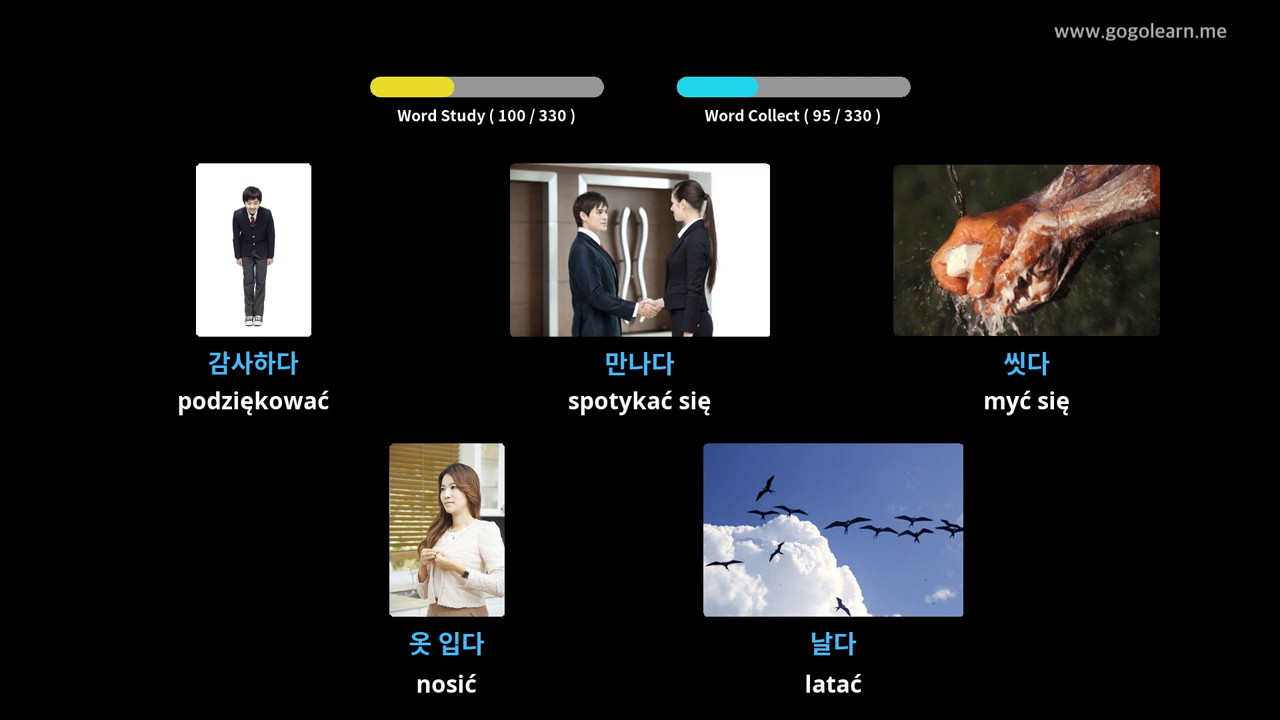 www.gogolearn.me
Word Study ( 100 / 330 )
Word Collect ( 95 / 330 )
감사하다
podziękować
만나다
spotykać się
씻다
myć się
옷 입다
nosić
날다
latać